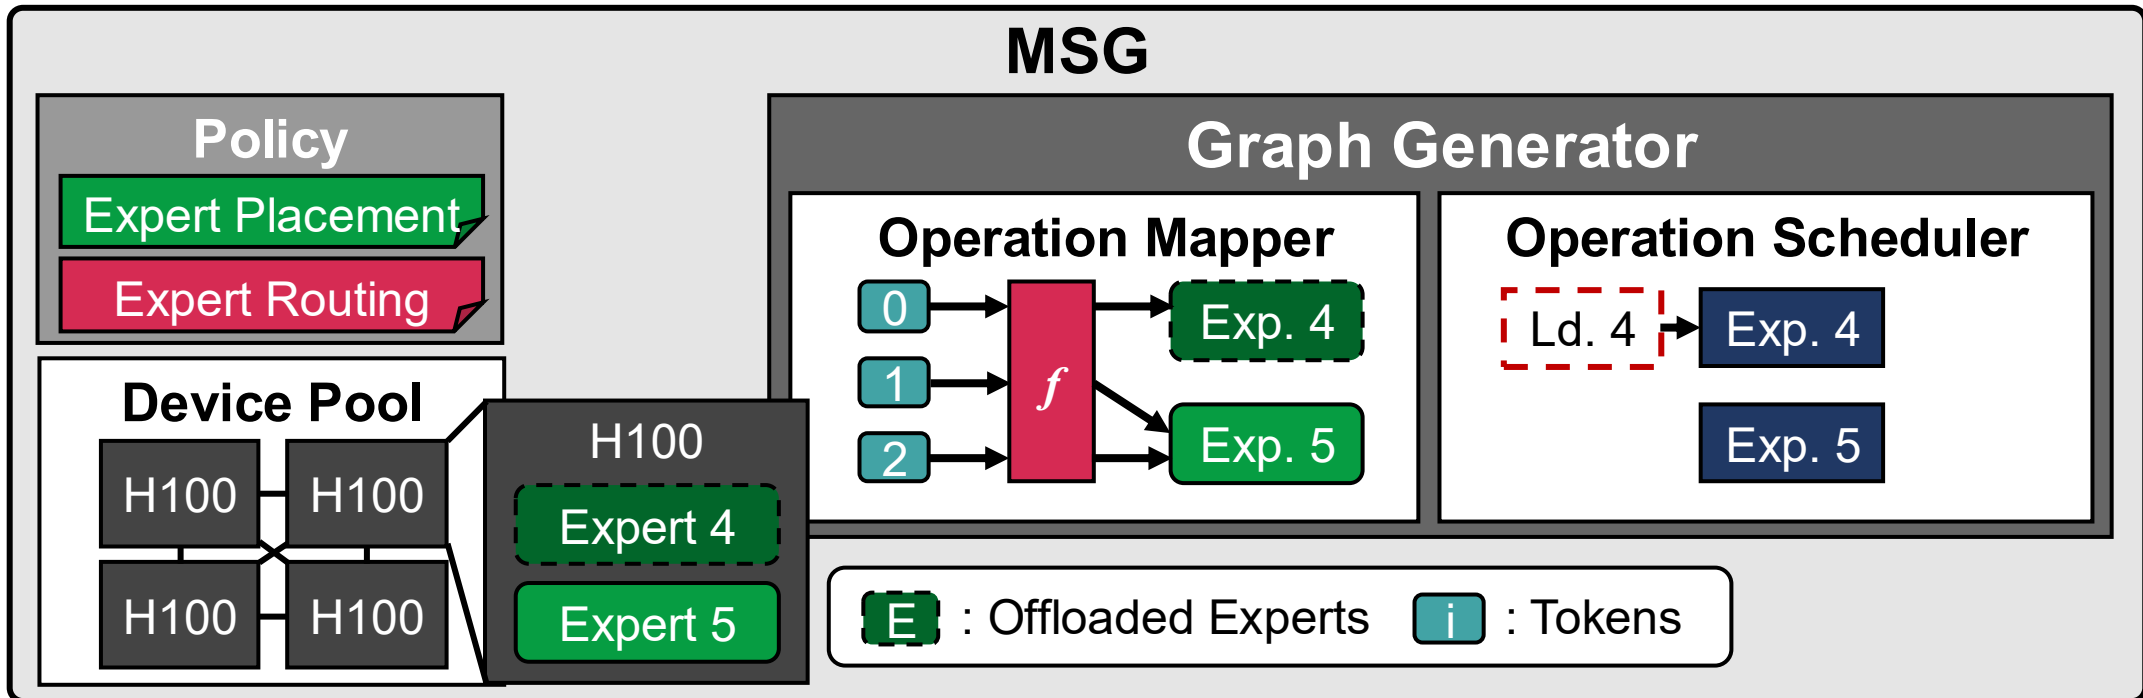 MSG
Policy
Expert Placement
Expert Routing
Device Pool
H100
H100
H100
H100
H100
Expert 4
Expert 5
Graph Generator
Operation Mapper
0
1
2
f
Exp. 4
Exp. 5
Operation Scheduler
Ld. 4
Exp. 4
Exp. 5
E : Offloaded Experts
i : Tokens